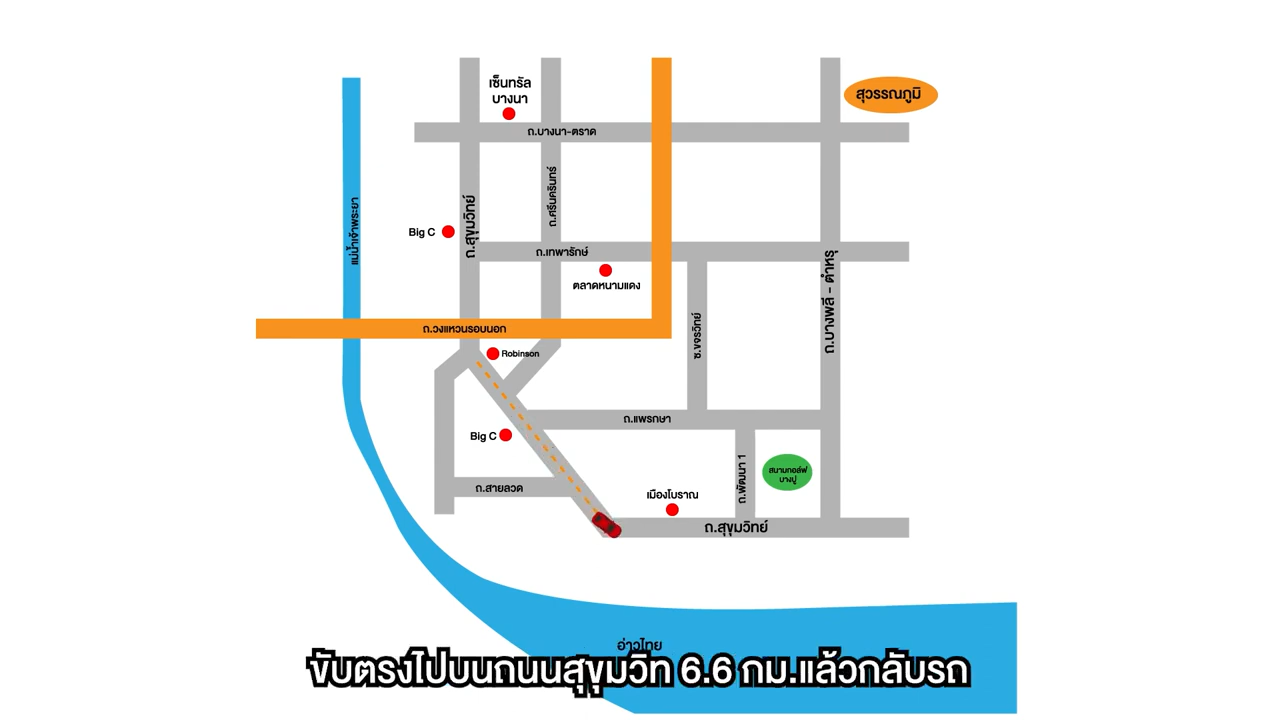 เซ็นทรัล
บางนา
สุวรรณภูมิ
ถ.บางนา-ตราด
แม่น้ำเจ้าพระยา
ถ.สุขุมวิทย์
ถ.ศรีนครินทร์
Big C
ถ.เทพารักษ์
ตลาดหนามแดง
ถ.บางพลี - ตำหรุ
ถ.วงแหวนรอบนอก
ซ.ขจรวิทย์
Robinson
ถ.แพรกษา
Big C
ถ.พัฒนา 1
สนามกอล์ฟ
บางปู
ถ.สายลวด
เมืองโบราณ
ถ.สุขุมวิทย์
อ่าวไทย
ขับตรงไปบนถนนสุขุมวิท 6.6 กม.แล้วกลับรถ